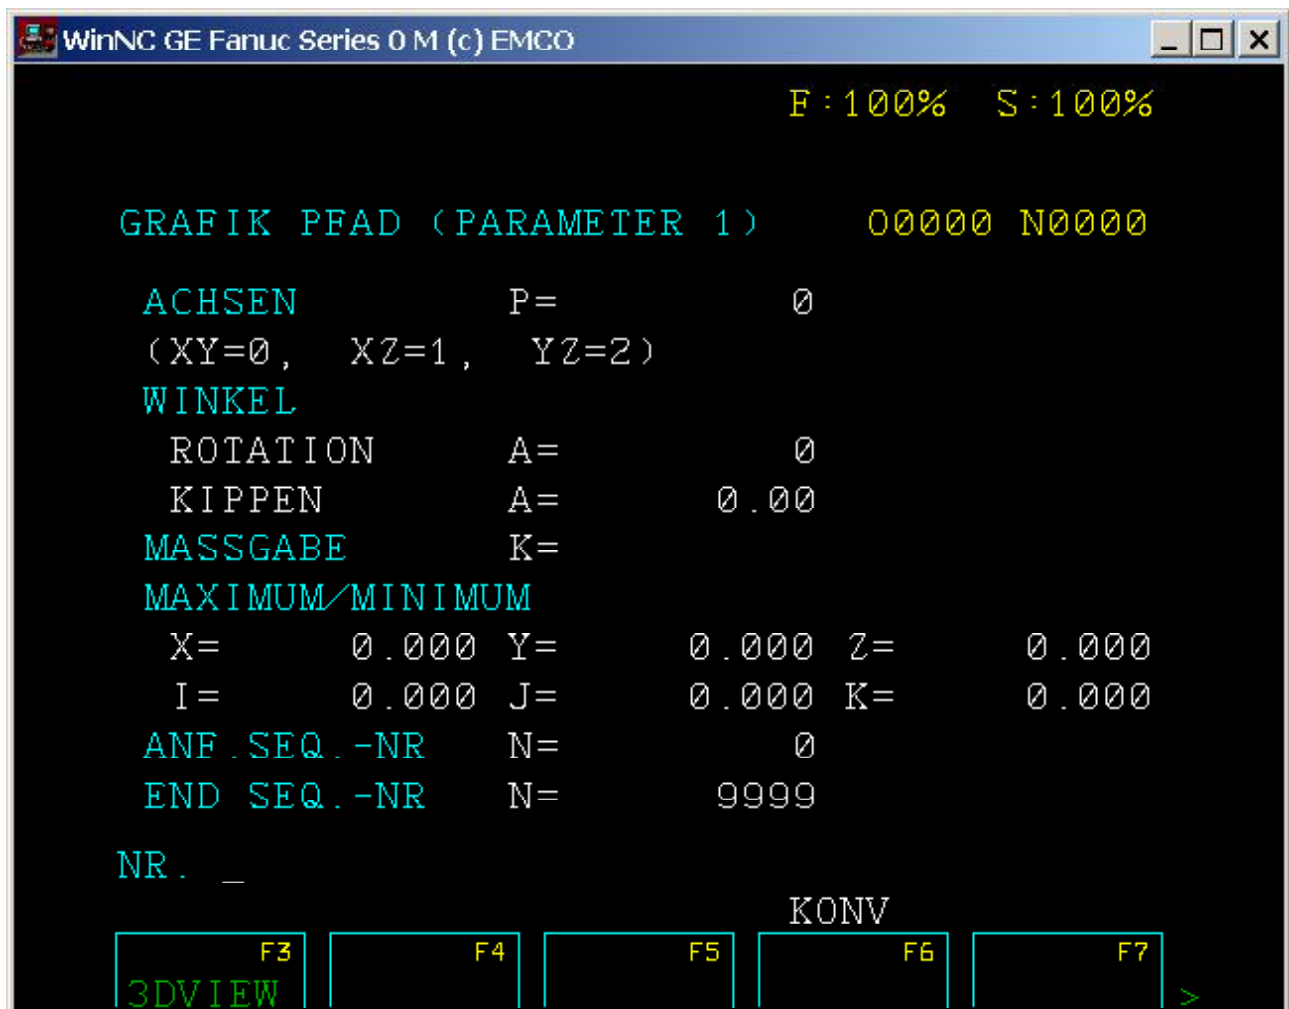 WinNC GE Fanuc Series 0 M (c) EMCO
F:100% S:100%
GRAFIK PFAD (PARAMETER 1) O0000 N0000
ACHSEN P= 0
(XY=0, XZ=1, YZ=2)
WINKEL
ROTATION A= 0
KIPPEN A= 0.00
MASSGABE K=
MAXIMUM/MINIMUM
X= 0.000 Y= 0.000 Z= 0.000
I= 0.000 J= 0.000 K= 0.000
ANF.SEQ.-NR N= 0
END SEQ.-NR N= 9999
NR. _
KONV
F3 F4 F5 F6 F7
3DVIEW >